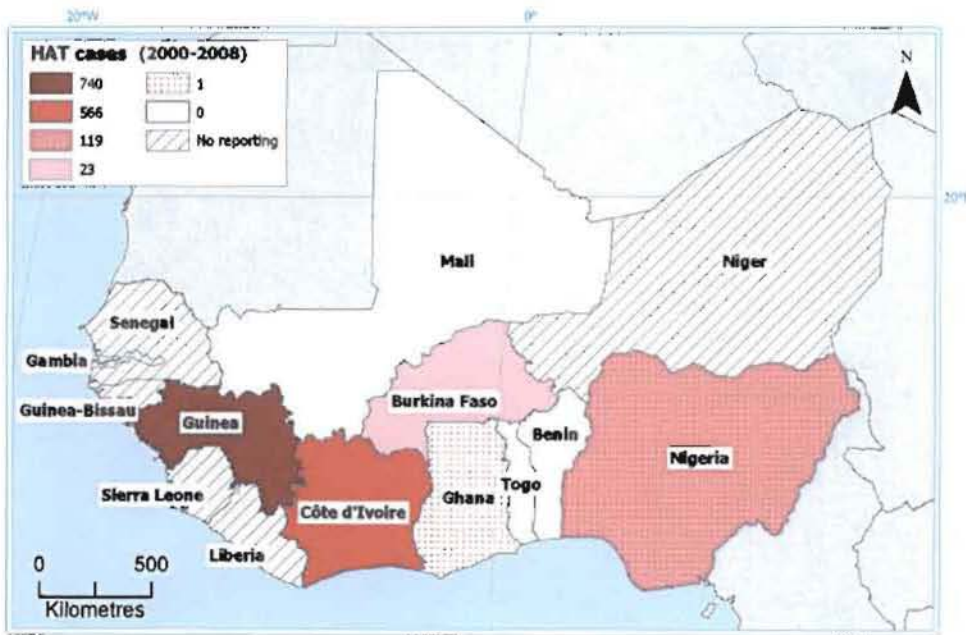 20°W
0°
HAT cases (2000-2008)
740
566
119
23
1
0
No reporting
N
20°N
Mali
Niger
Senegal
Gambia
Guinea-Bissau
Guinea
Burkina Faso
Benin
Nigeria
Sierra Leone
Côte d'Ivoire
Ghana
Togo
Liberia
0 500
Kilometres